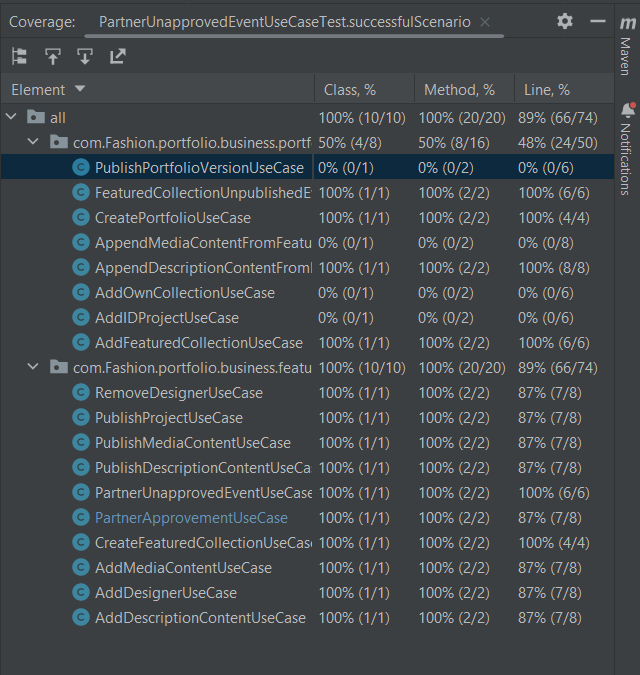 Coverage: PartnerUnapprovedEventUseCaseTest.successfulScenario
Element Class, % Method, % Line, %
all 100% (10/10) 100% (20/20) 89% (66/74)
com.Fashion.portfolio.business.portf 50% (4/8) 50% (8/16) 48% (24/50)
PublishPortfolioVersionUseCase 0% (0/1) 0% (0/2) 0% (0/6)
FeaturedCollectionUnpublishedE 100% (1/1) 100% (2/2) 100% (6/6)
CreatePortfolioUseCase 100% (1/1) 100% (2/2) 100% (4/4)
AppendMediaContentFromFeatu 0% (0/1) 0% (0/2) 0% (0/8)
AppendDescriptionContentFromF 100% (1/1) 100% (2/2) 100% (8/8)
AddOwnCollectionUseCase 0% (0/1) 0% (0/2) 0% (0/6)
AddIDProjectUseCase 0% (0/1) 0% (0/2) 0% (0/6)
AddFeaturedCollectionUseCase 100% (1/1) 100% (2/2) 100% (6/6)
com.Fashion.portfolio.business.featu 100% (10/10) 100% (20/20) 89% (66/74)
RemoveDesignerUseCase 100% (1/1) 100% (2/2) 87% (7/8)
PublishProjectUseCase 100% (1/1) 100% (2/2) 87% (7/8)
PublishMediaContentUseCase 100% (1/1) 100% (2/2) 87% (7/8)
PublishDescriptionContentUseCa 100% (1/1) 100% (2/2) 87% (7/8)
PartnerUnapprovedEventUseCase 100% (1/1) 100% (2/2) 100% (6/6)
PartnerApprovementUseCase 100% (1/1) 100% (2/2) 87% (7/8)
CreateFeaturedCollectionUseCase 100% (1/1) 100% (2/2) 100% (4/4)
AddMediaContentUseCase 100% (1/1) 100% (2/2) 87% (7/8)
AddDesignerUseCase 100% (1/1) 100% (2/2) 87% (7/8)
AddDescriptionContentUseCase 100% (1/1) 100% (2/2) 87% (7/8)
m
Maven
Notifications